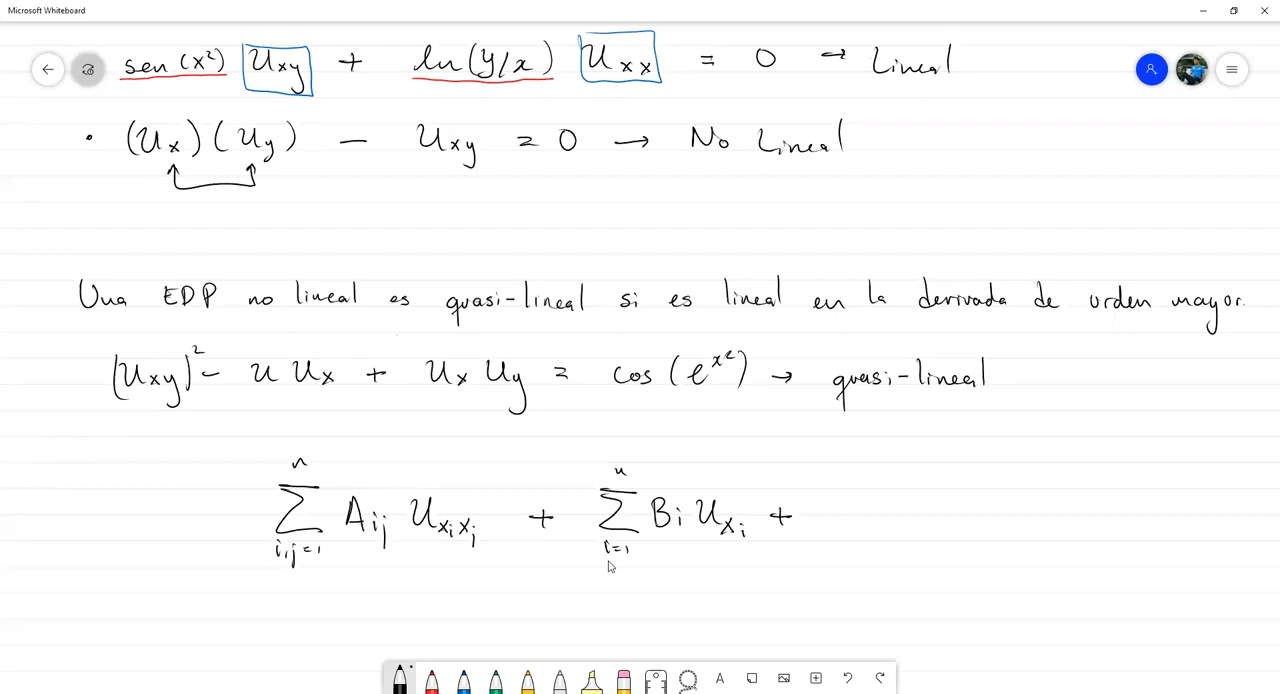 Microsoft Whiteboard
sen(x²) Uxy + ln(y/x) Uxx = 0 → Lineal
• (Ux)(Uy) − Uxy = 0 → No Lineal
Una EDP no lineal es quasi-lineal si es lineal en la derivada de orden mayor.
(Uxy)² − u Ux + Ux Uy = cos(e^x²) → quasi-lineal
n n
∑ Aij Uxixj + ∑ Bi Uxi +
i,j=1 i=1
A